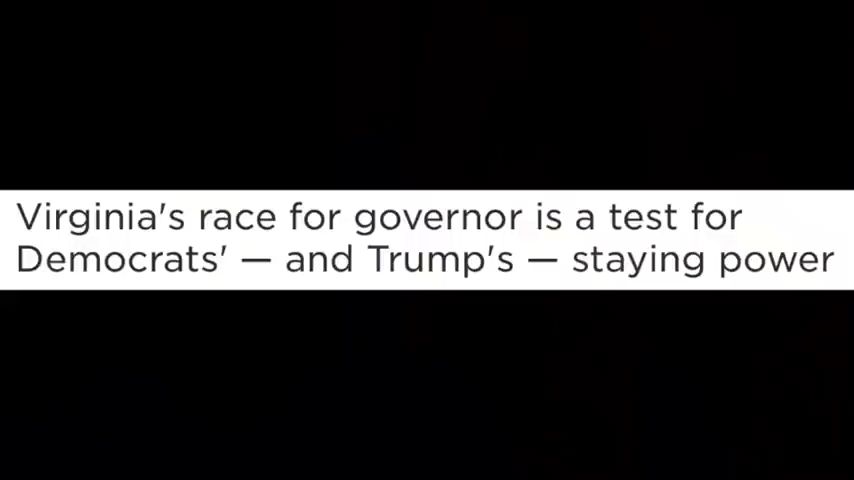 Virginia's race for governor is a test for
Democrats' — and Trump's — staying power